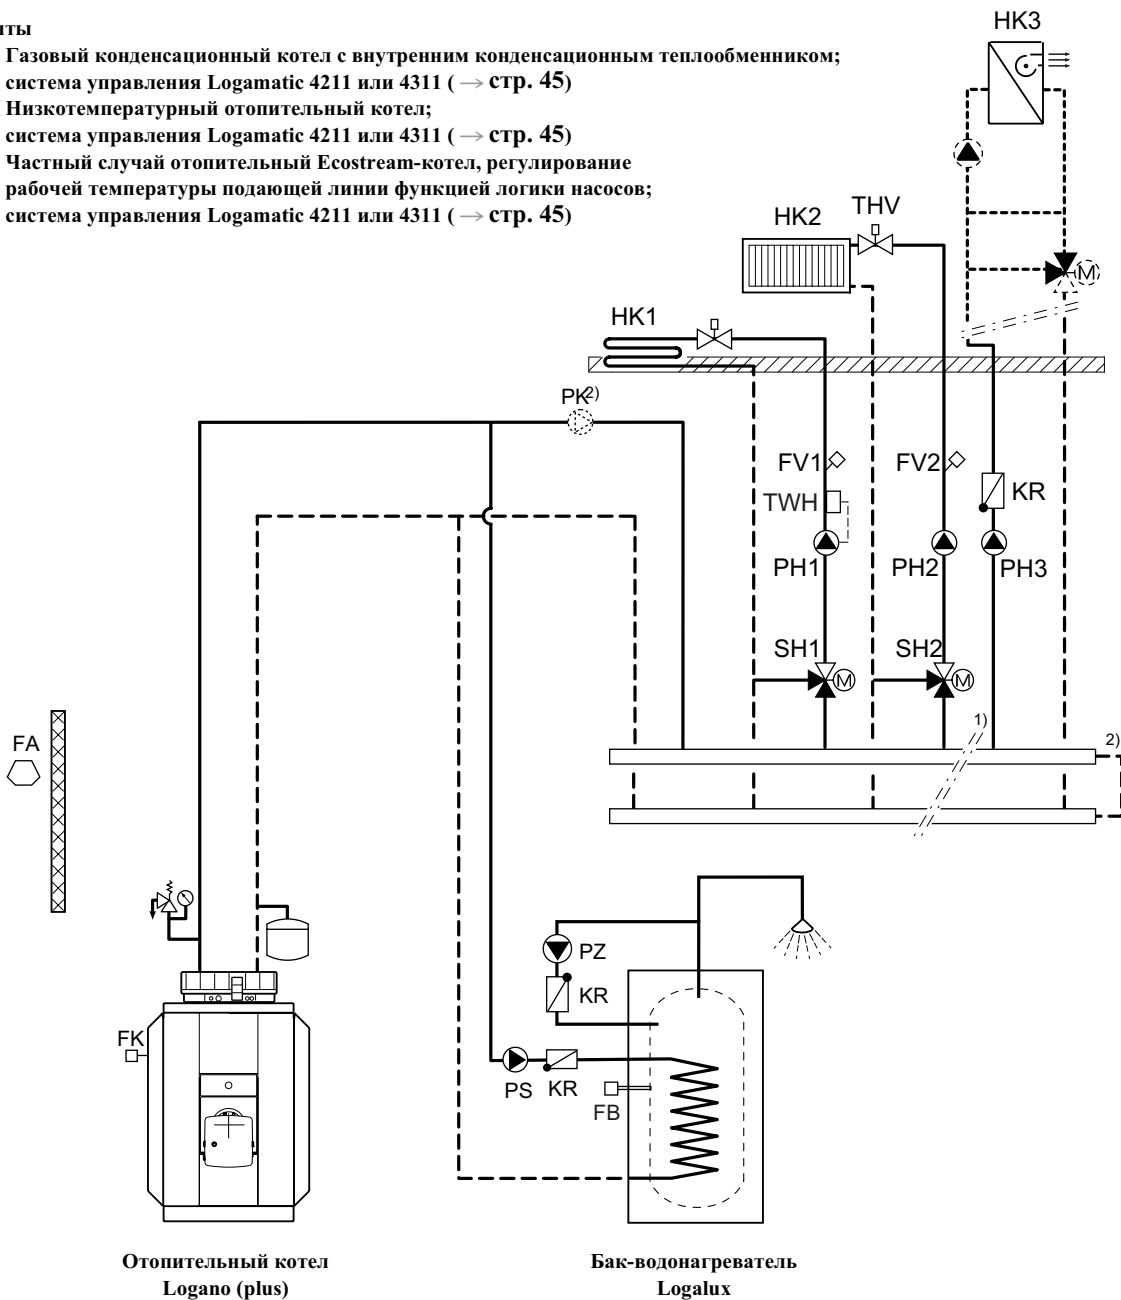 нты
Газовый конденсационный котел с внутренним конденсационным теплообменником;
система управления Logamatic 4211 или 4311 ( → стр. 45)
Низкотемпературный отопительный котел;
система управления Logamatic 4211 или 4311 ( → стр. 45)
Частный случай отопительный Ecostream-котел, регулирование
рабочей температуры подающей линии функцией логики насосов;
система управления Logamatic 4211 или 4311 ( → стр. 45)
HK3
HK2
THV
M
HK1
PK2)
FV1
FV2
TWH
KR
PH1
PH2
PH3
SH1
SH2
M
M
1)
2)
FA
PZ
KR
FK
PS
KR
FB
Отопительный котел
Logano (plus)
Бак-водонагреватель
Logalux